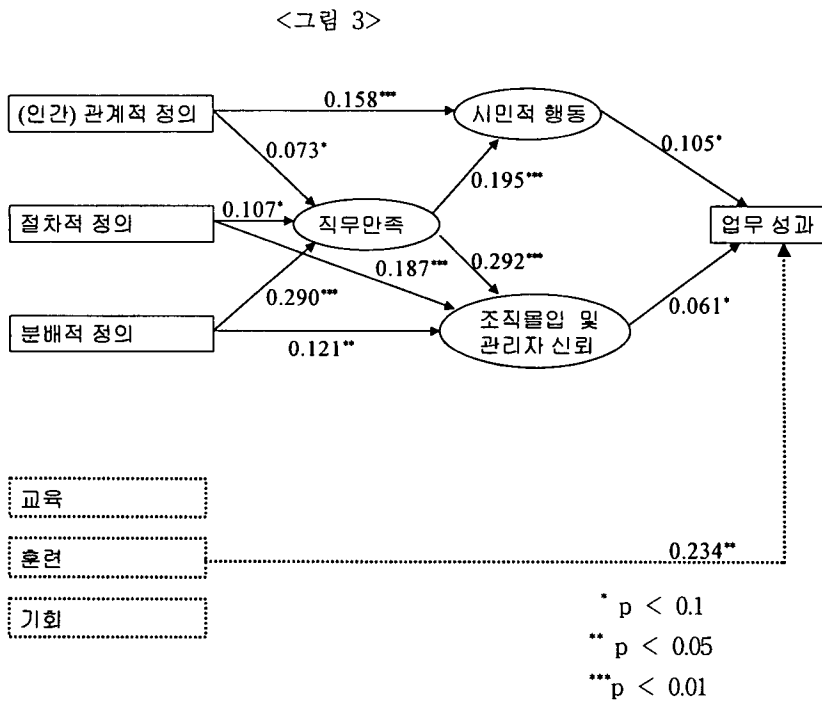 <그림 3>
(인간) 관계적 정의
0.158***
시민적 행동
0.105*
0.073*
0.195***
절차적 정의
0.107*
직무만족
업무 성과
0.187***
0.292***
0.290***
0.061*
분배적 정의
0.121**
조직몰입 및
관리자 신뢰
교육
훈련
0.234**
기회
* p < 0.1
** p < 0.05
***p < 0.01